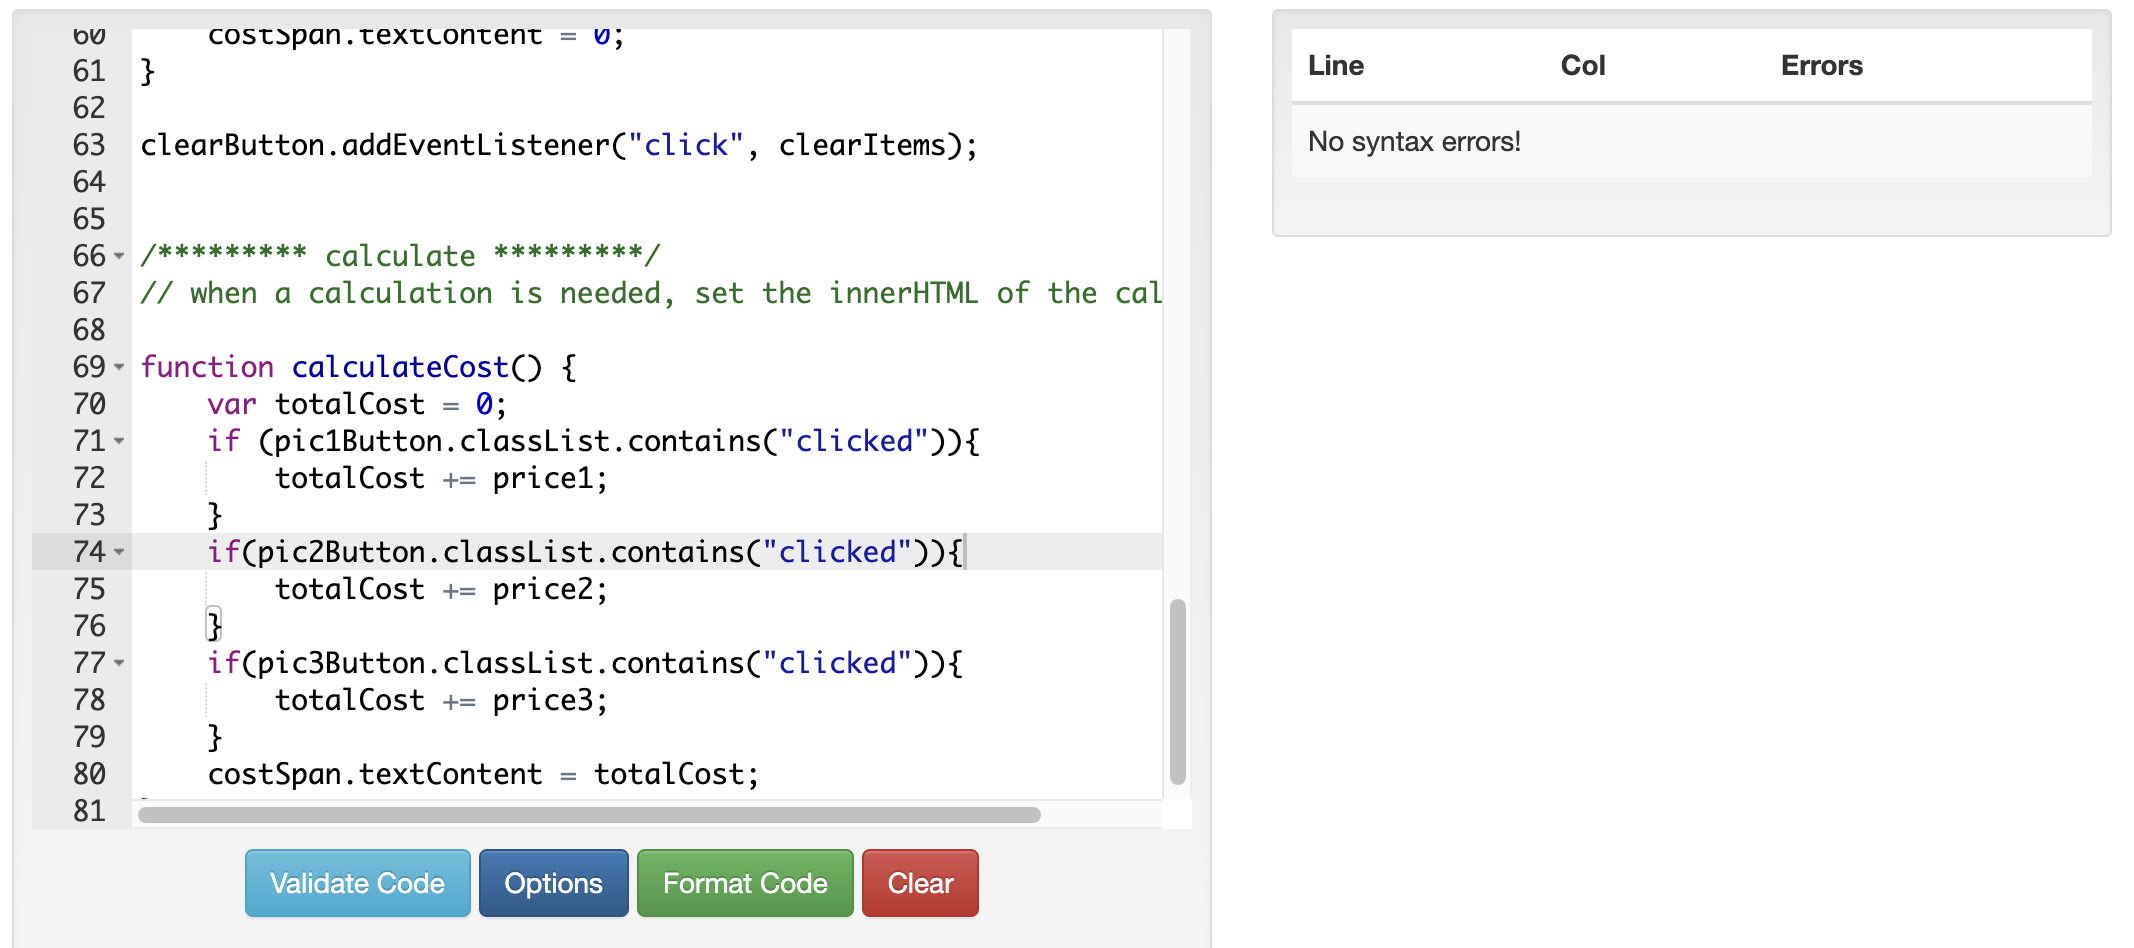 60 costSpan.textContent = 0;
61 }
62
63 clearButton.addEventListener("click", clearItems);
64
65
66 /********* calculate *********/
67 // when a calculation is needed, set the innerHTML of the cal
68
69 function calculateCost() {
70 var totalCost = 0;
71 if (pic1Button.classList.contains("clicked")){
72 totalCost += price1;
73 }
74 if(pic2Button.classList.contains("clicked")){
75 totalCost += price2;
76 }
77 if(pic3Button.classList.contains("clicked")){
78 totalCost += price3;
79 }
80 costSpan.textContent = totalCost;
81
Validate Code Options Format Code Clear
Line Col Errors
No syntax errors!